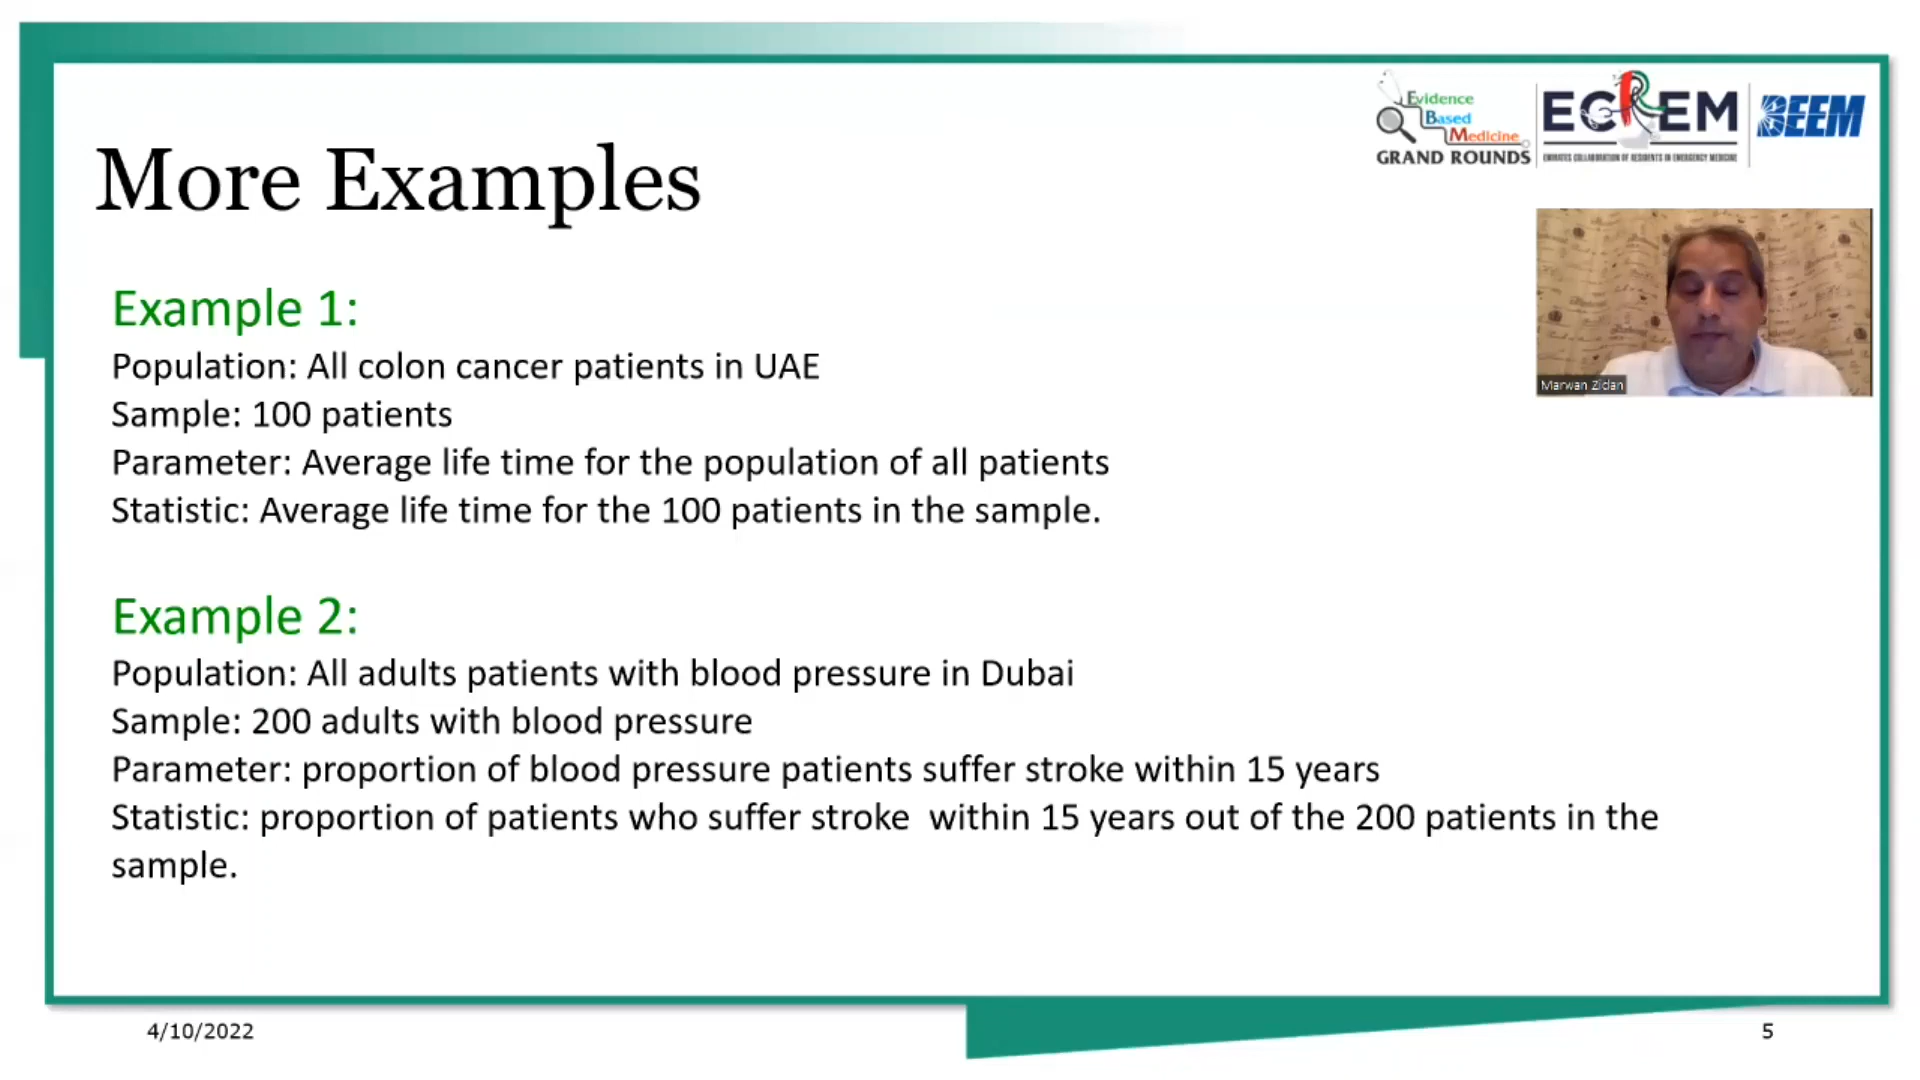 Evidence
Based
Medicine
GRAND ROUNDS
ECREM
EMIRATES COLLABORATION OF RESIDENTS IN EMERGENCY MEDICINE
BEEM
More Examples
Marwan Zidan
Example 1:
Population: All colon cancer patients in UAE
Sample: 100 patients
Parameter: Average life time for the population of all patients
Statistic: Average life time for the 100 patients in the sample.
Example 2:
Population: All adults patients with blood pressure in Dubai
Sample: 200 adults with blood pressure
Parameter: proportion of blood pressure patients suffer stroke within 15 years
Statistic: proportion of patients who suffer stroke  within 15 years out of the 200 patients in the
sample.
4/10/2022
5